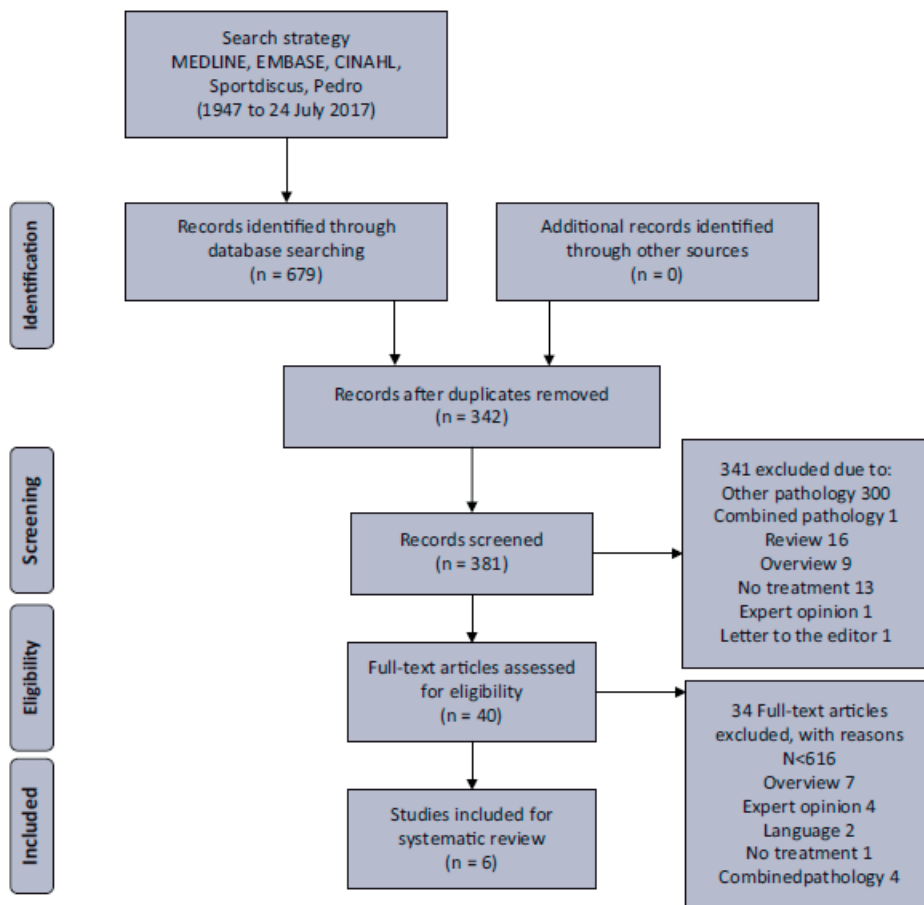 Search strategy
MEDLINE, EMBASE, CINAHL,
Sportdiscus, Pedro
(1947 to 24 July 2017)
Identification
Records identified through
database searching
(n = 679)
Additional records identified
through other sources
(n = 0)
Records after duplicates removed
(n = 342)
Screening
Records screened
(n = 381)
341 excluded due to:
Other pathology 300
Combined pathology 1
Review 16
Overview 9
No treatment 13
Expert opinion 1
Letter to the editor 1
Eligibility
Full-text articles assessed
for eligibility
(n = 40)
34 Full-text articles
excluded, with reasons
N<616
Overview 7
Expert opinion 4
Language 2
No treatment 1
Combinedpathology 4
Included
Studies included for
systematic review
(n = 6)